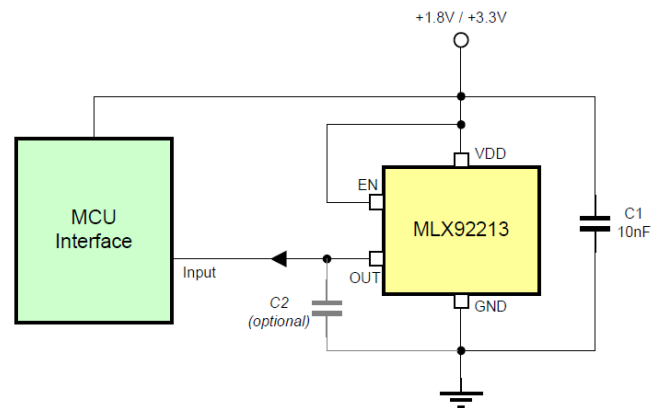 +1.8V / +3.3V
VDD
EN
MCU
Interface
MLX92213
C1
10nF
Input
OUT
C2
(optional)
GND